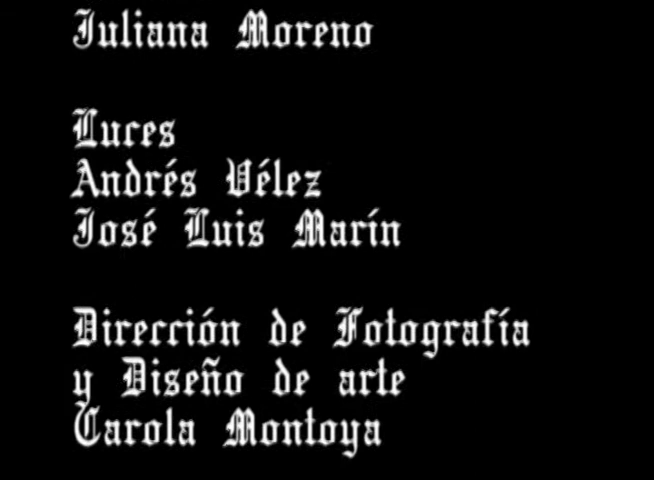 Juliana Moreno
Luces
Andrés Vélez
José Luis Marín
Dirección de Fotografía
y Diseño de arte
Carola Montoya